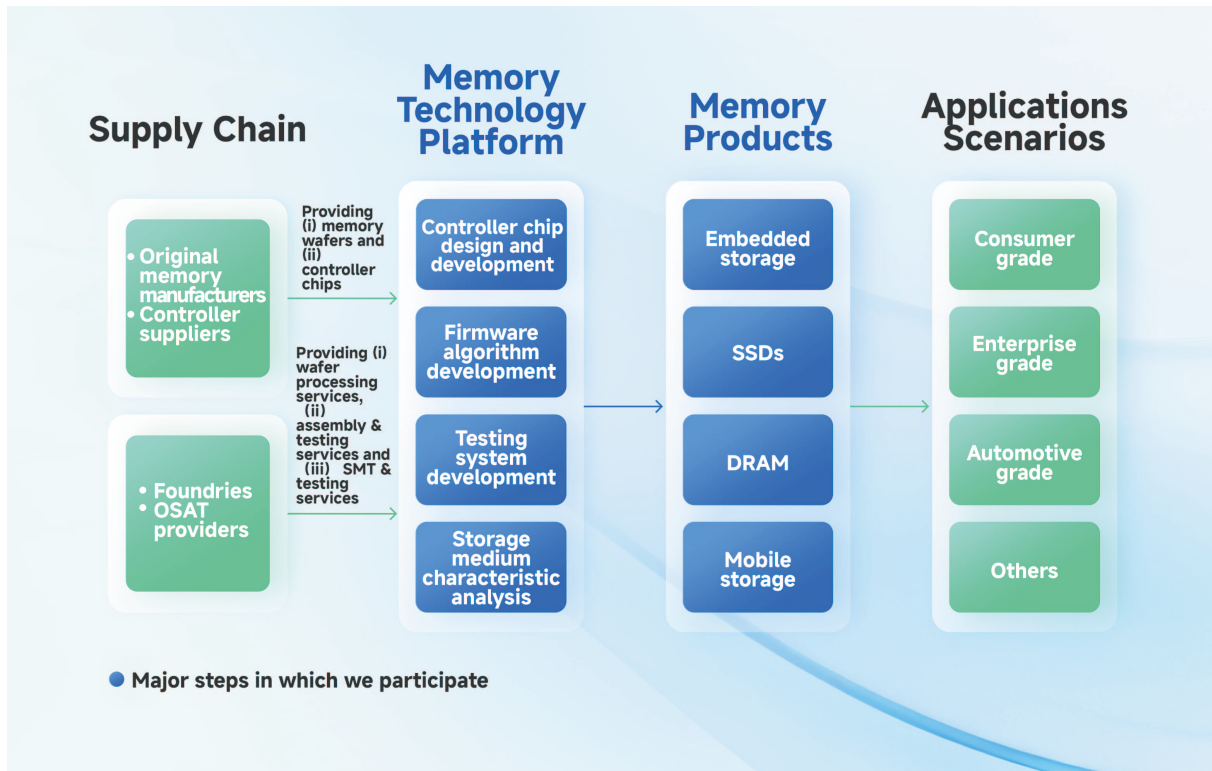 Supply Chain
Memory
Technology
Platform
Memory
Products
Applications
Scenarios
• Original
memory
manufacturers
• Controller
suppliers
Providing
(i) memory
wafers and
(ii)
controller
chips
• Foundries
• OSAT
providers
Providing (i)
wafer
processing
services,
(ii)
assembly &
testing
services and
(iii) SMT &
testing
services
Controller chip
design and
development
Firmware
algorithm
development
Testing
system
development
Storage
medium
characteristic
analysis
Embedded
storage
SSDs
DRAM
Mobile
storage
Consumer
grade
Enterprise
grade
Automotive
grade
Others
Major steps in which we participate